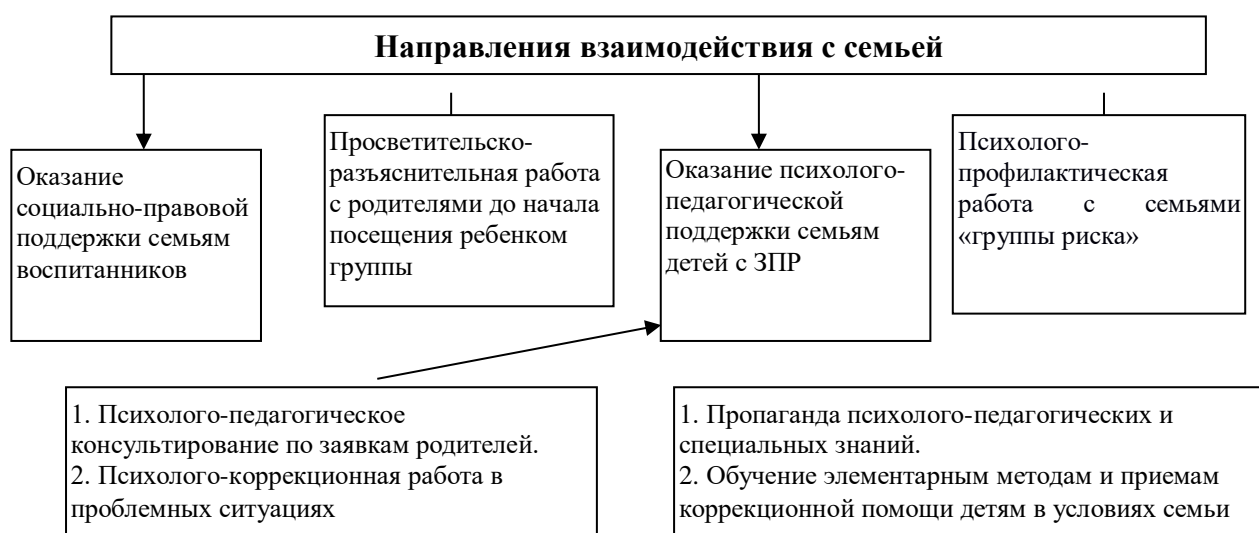 Направления взаимодействия с семьей
Оказание
социально-правовой
поддержки семьям
воспитанников
Просветительско-
разъяснительная работа
с родителями до начала
посещения ребенком
группы
Оказание психолого-
педагогической
поддержки семьям
детей с ЗПР
Психолого-
профилактическая
работа с семьями
«группы риска»
1. Психолого-педагогическое
консультирование по заявкам родителей.
2. Психолого-коррекционная работа в
проблемных ситуациях
1. Пропаганда психолого-педагогических и
специальных знаний.
2. Обучение элементарным методам и приемам
коррекционной помощи детям в условиях семьи